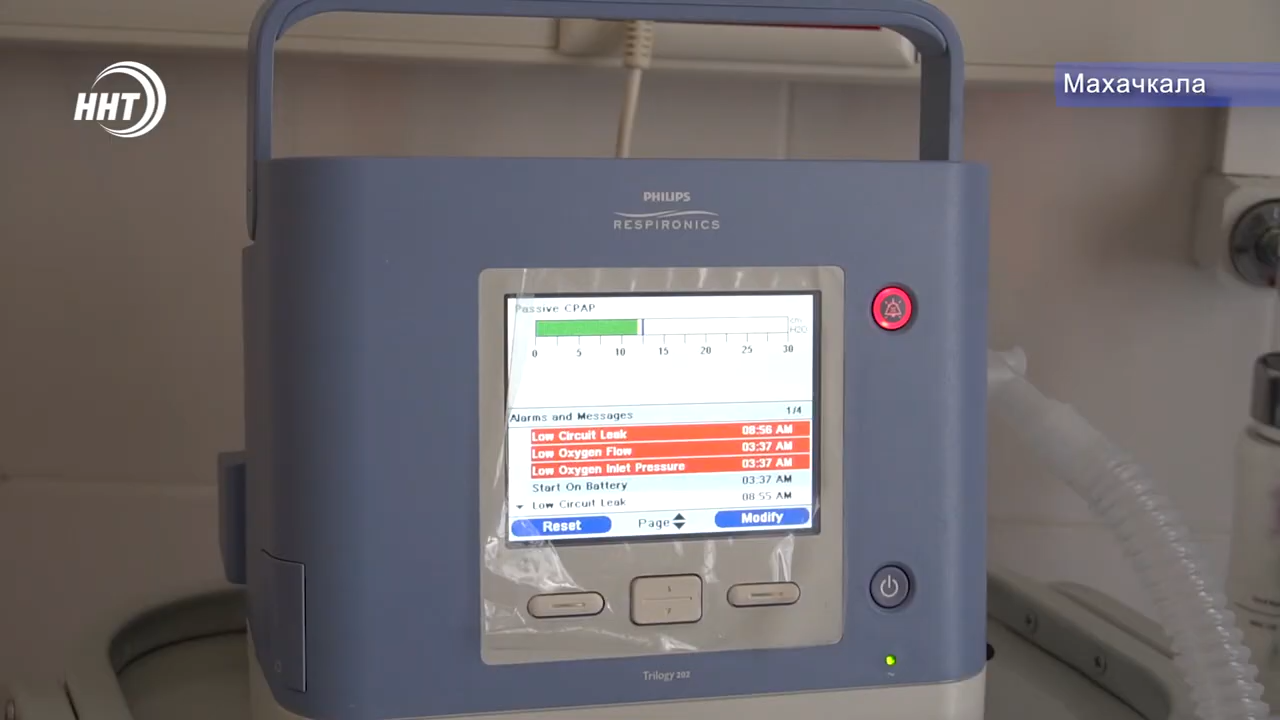 ННТ
Махачкала
PHILIPS
RESPIRONICS
Passive CPAP
cm-
H2O
0 5 10 15 20 25 30
Alarms and Messages 1/4
Low Circuit Leak 08:56 AM
Low Oxygen Flow 03:37 AM
Low Oxygen Inlet Pressure 03:37 AM
Start On Battery 03:37 AM
Low Circuit Leak 08:55 AM
Reset Page Modify
Trilogy 202